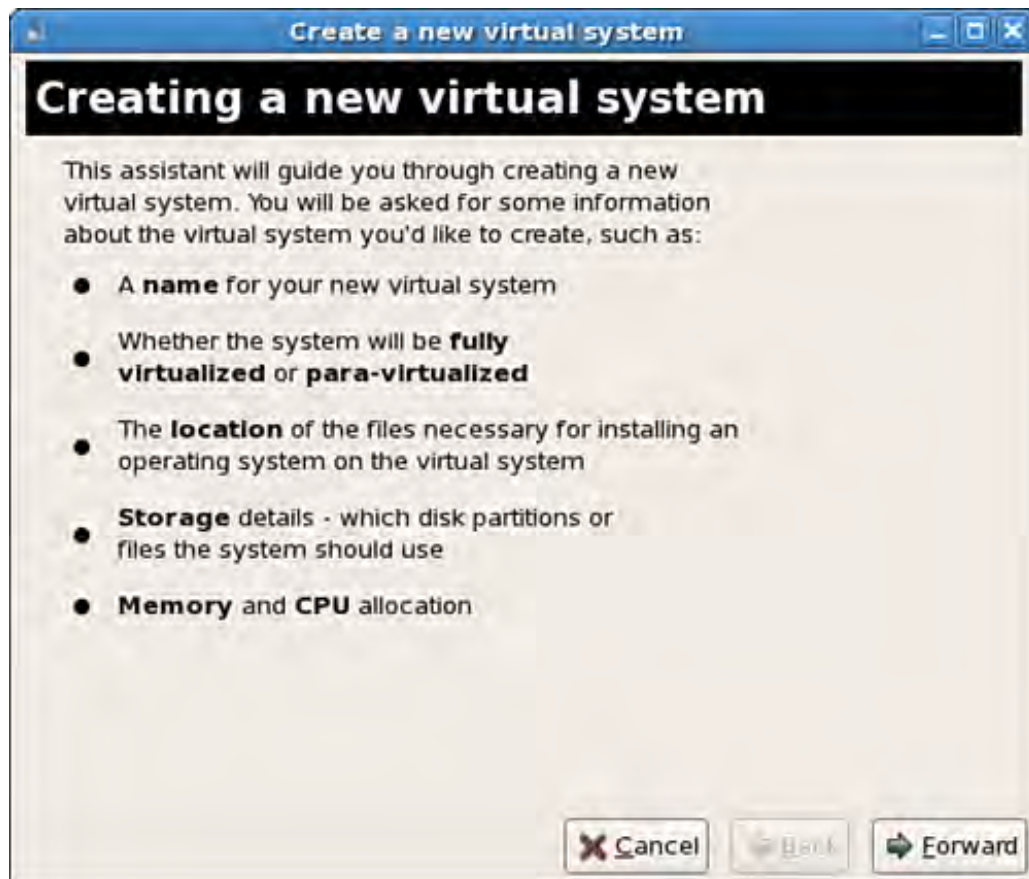 Create a new virtual system
Creating a new virtual system
This assistant will guide you through creating a new
virtual system. You will be asked for some information
about the virtual system you'd like to create, such as:
● A name for your new virtual system
● Whether the system will be fully
virtualized or para-virtualized
● The location of the files necessary for installing an
operating system on the virtual system
● Storage details - which disk partitions or
files the system should use
● Memory and CPU allocation
Cancel Back Forward